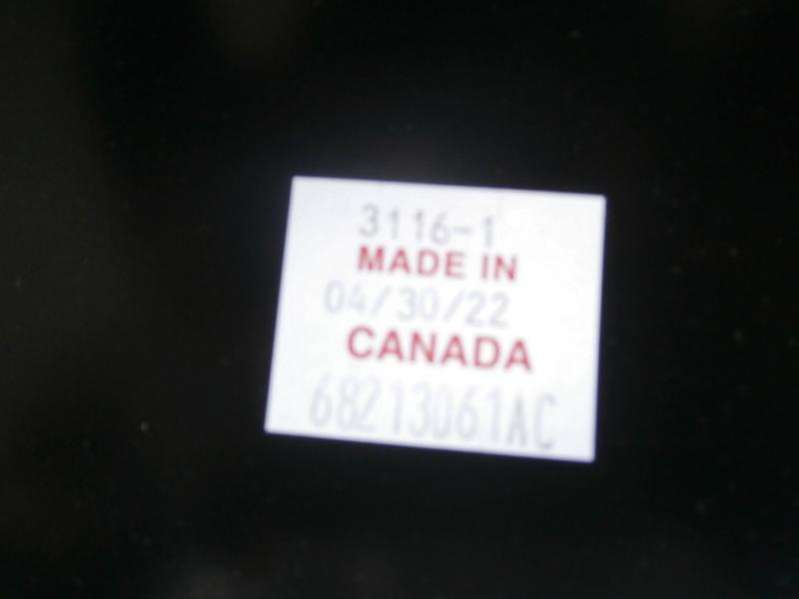 3116-1
MADE IN
04/30/22
CANADA
68213061AC